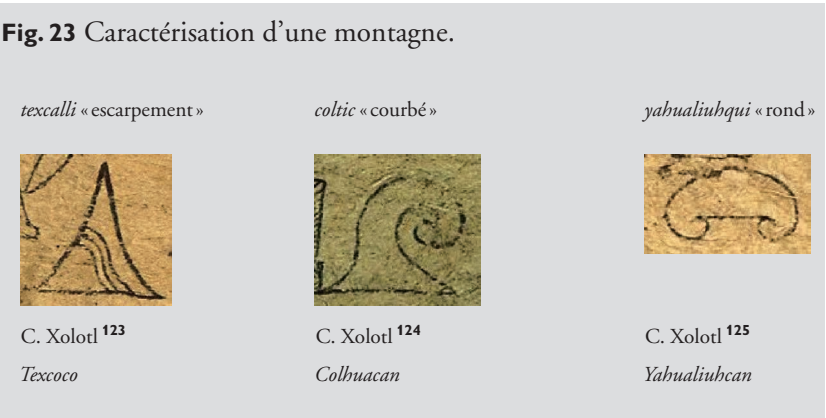 Fig. 23 Caractérisation d’une montagne.
texcalli « escarpement »
coltic « courbé »
yahualiuhqui « rond »
C. Xolotl 123
C. Xolotl 124
C. Xolotl 125
Texcoco
Colhuacan
Yahualiuhcan